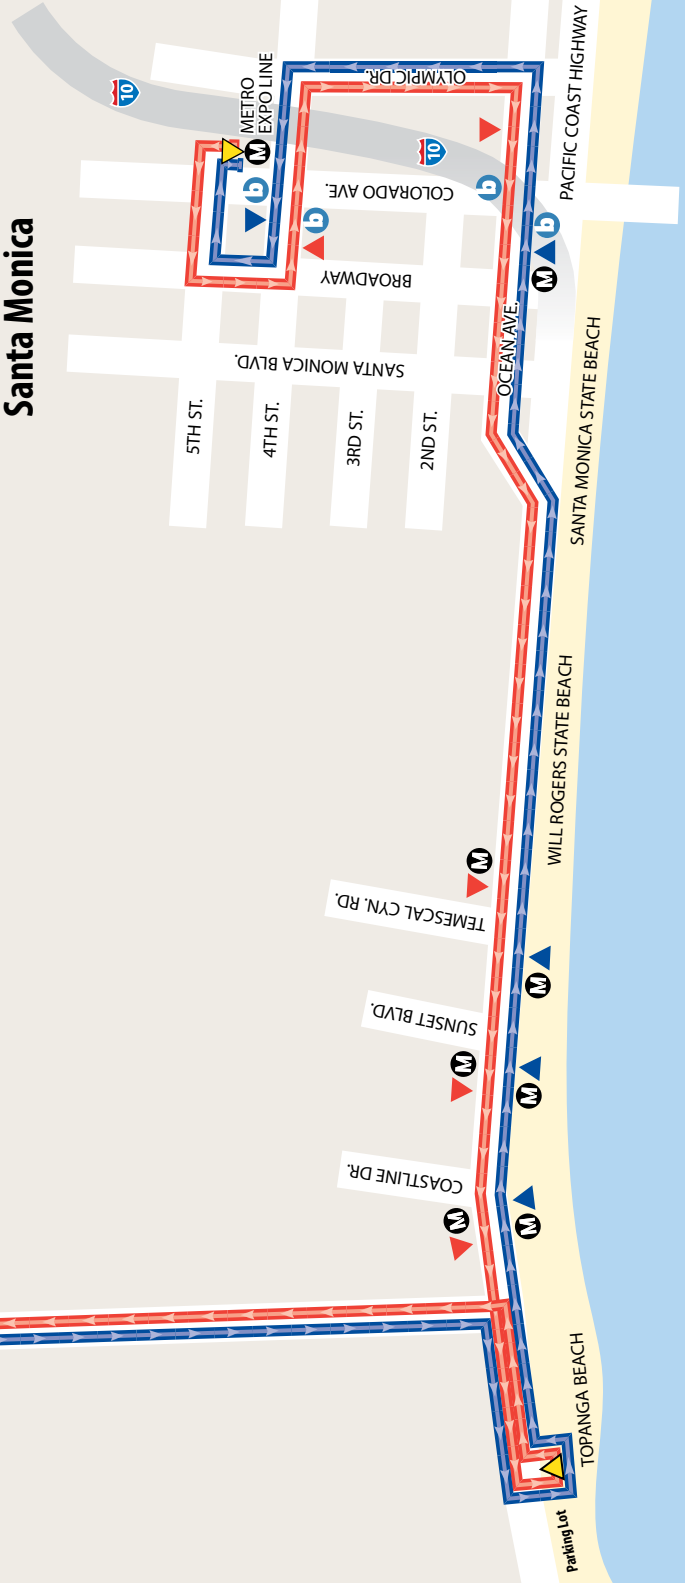 Santa Monica
10
METRO
EXPO LINE
M
OLYMPIC DR.
PACIFIC COAST HIGHWAY
10
b
COLORADO AVE.
b
b
b
M
BROADWAY
OCEAN AVE.
SANTA MONICA BLVD.
5TH ST.
4TH ST.
3RD ST.
2ND ST.
SANTA MONICA STATE BEACH
WILL ROGERS STATE BEACH
M
TEMESCAL CYN. RD.
M
SUNSET BLVD.
M
M
COASTLINE DR.
M
M
TOPANGA BEACH
Parking Lot